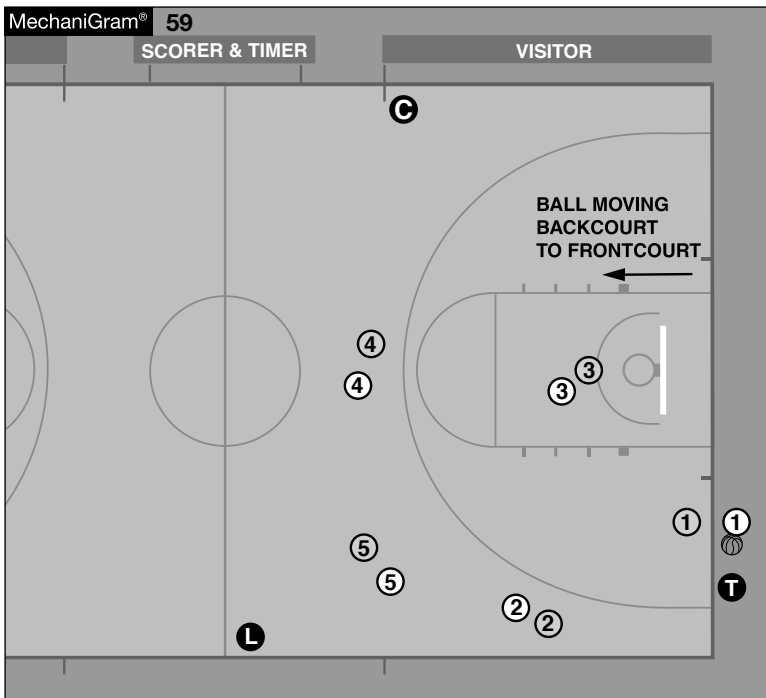 MechaniGram® 59
SCORER & TIMER
VISITOR
C
BALL MOVING
BACKCOURT
TO FRONTCOURT
4
4
3
3
1
1
5
5
T
2
2
L